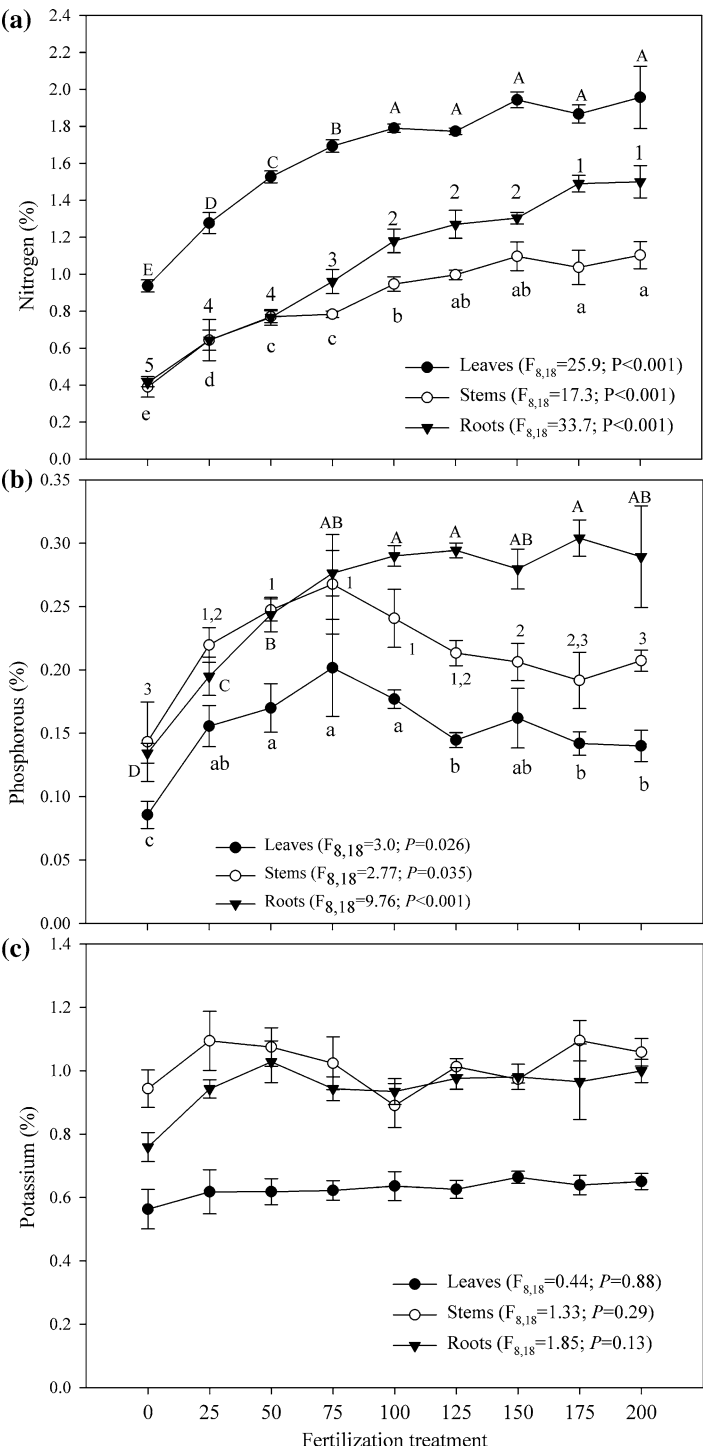 (a)
2.4
2.2
2.0
1.8
1.6
1.4
1.2
1.0
0.8
0.6
0.4
0.2
0.0
Nitrogen (%)
E D C B A A A A A
5 4 4 3 2 2 2 1 1
e d c c b ab ab a a
Leaves (F8,18=25.9; P<0.001)
Stems (F8,18=17.3; P<0.001)
Roots (F8,18=33.7; P<0.001)
(b)
0.35
0.30
0.25
0.20
0.15
0.10
0.05
0.00
Phosphorous (%)
D C B AB A A AB A AB
3 1,2 1 1 1 1,2 2 2,3 3
c ab a a a b ab b b
Leaves (F8,18=3.0; P=0.026)
Stems (F8,18=2.77; P=0.035)
Roots (F8,18=9.76; P<0.001)
(c)
1.4
1.2
1.0
0.8
0.6
0.4
0.2
0.0
Potassium (%)
Leaves (F8,18=0.44; P=0.88)
Stems (F8,18=1.33; P=0.29)
Roots (F8,18=1.85; P=0.13)
0 25 50 75 100 125 150 175 200
Fertilization treatment